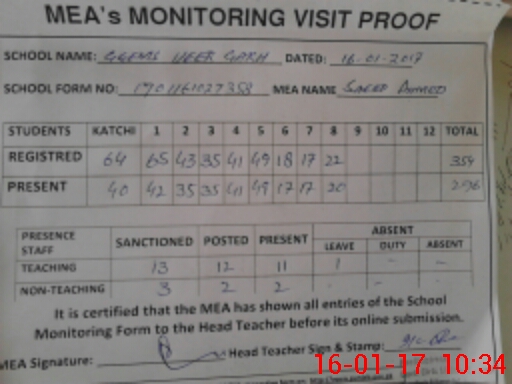 MEA's MONITORING VISIT PROOF
SCHOOL NAME: GGEMS VEER GARH DATED: 16-01-2017
SCHOOL FORM NO: MEA NAME SAEED AHMED
STUDENTS KATCHI 1 2 3 4 5 6 7 8 9 10 11 12 TOTAL
REGISTRED 64 65 43 35 41 49 18 17 22 354
PRESENT 40 42 35 35 41 49 17 17 20 296
PRESENCE STAFF SANCTIONED POSTED PRESENT ABSENT
LEAVE DUTY ABSENT
TEACHING 13 12 11 1 - -
NON-TEACHING 3 2 2 - - -
It is certified that the MEA has shown all entries of the School
Monitoring Form to the Head Teacher before its online submission.
MEA Signature: Head Teacher Sign & Stamp:
16-01-17 10:34